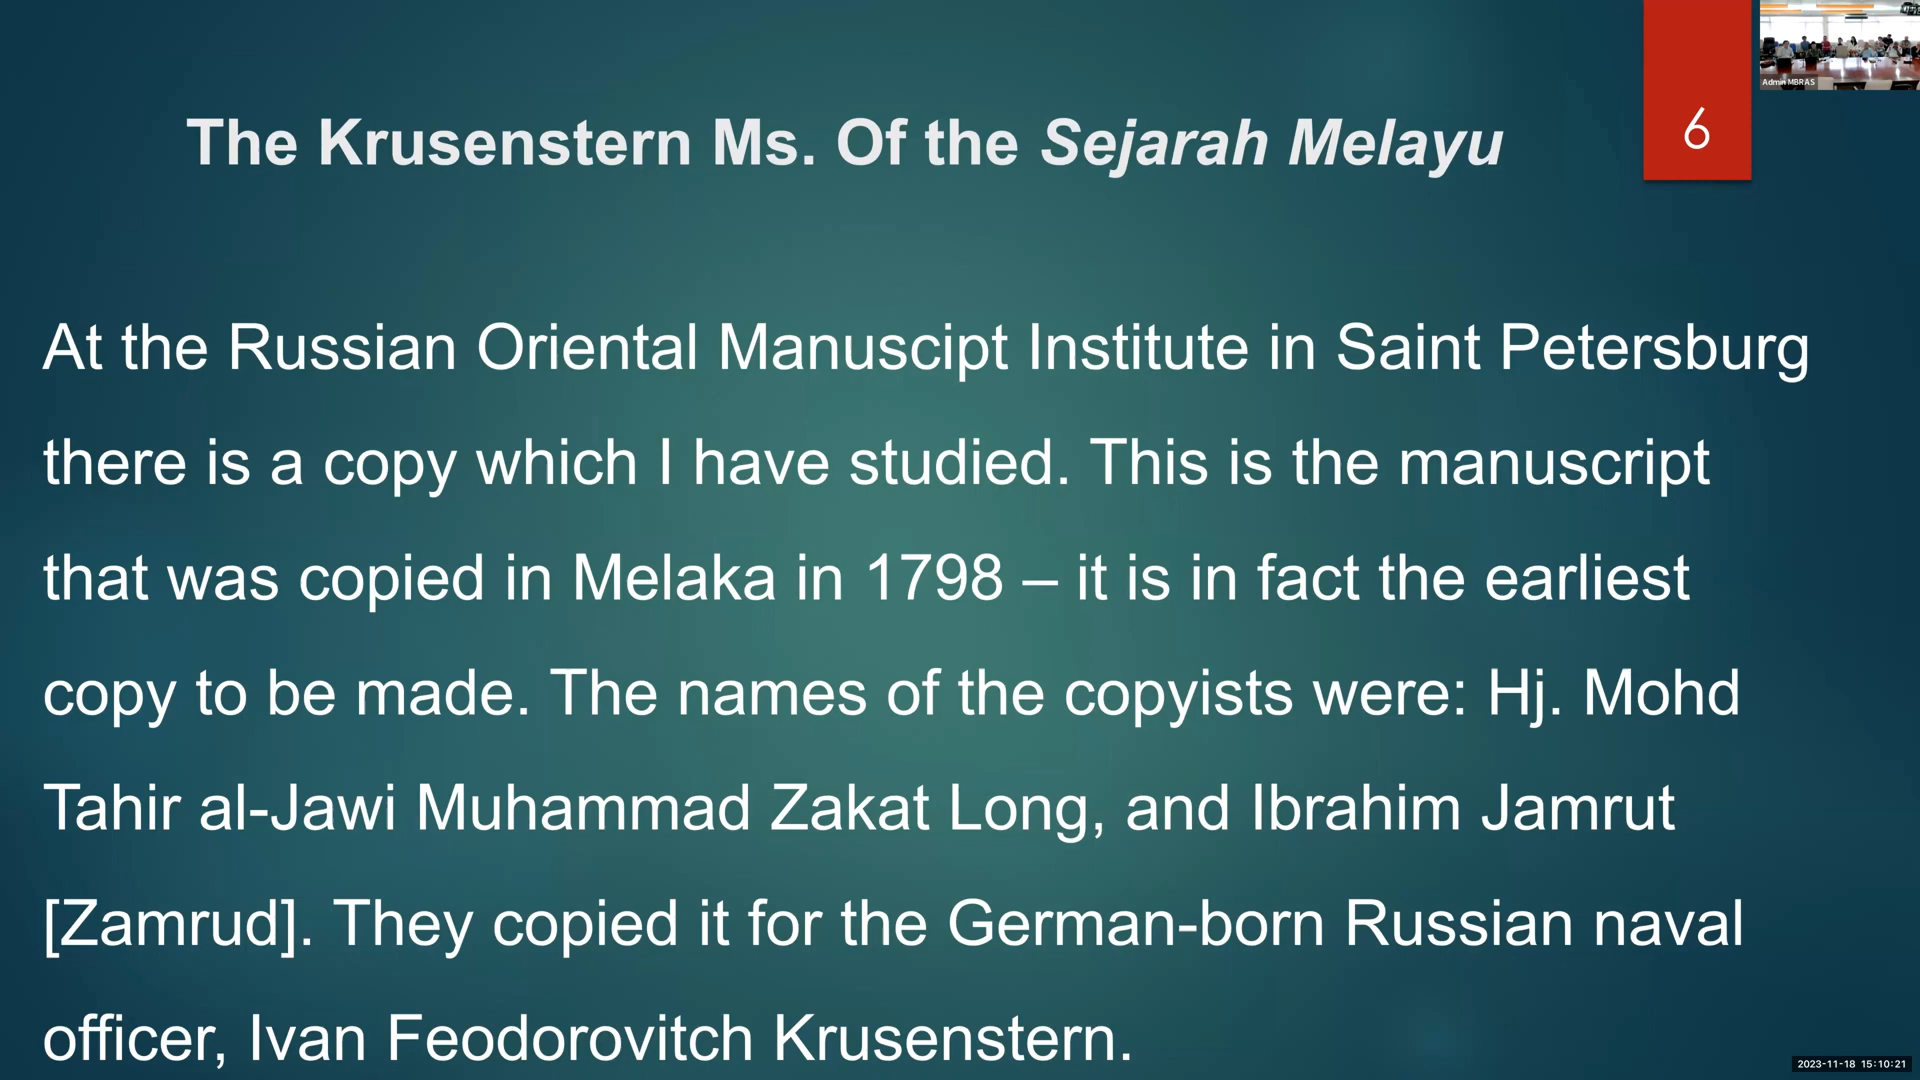 The Krusenstern Ms. Of the Sejarah Melayu
6
Admin MBRAS
At the Russian Oriental Manuscipt Institute in Saint Petersburg
there is a copy which I have studied. This is the manuscript
that was copied in Melaka in 1798 – it is in fact the earliest
copy to be made. The names of the copyists were: Hj. Mohd
Tahir al-Jawi Muhammad Zakat Long, and Ibrahim Jamrut
[Zamrud]. They copied it for the German-born Russian naval
officer, Ivan Feodorovitch Krusenstern.
2023-11-18 15:10:21